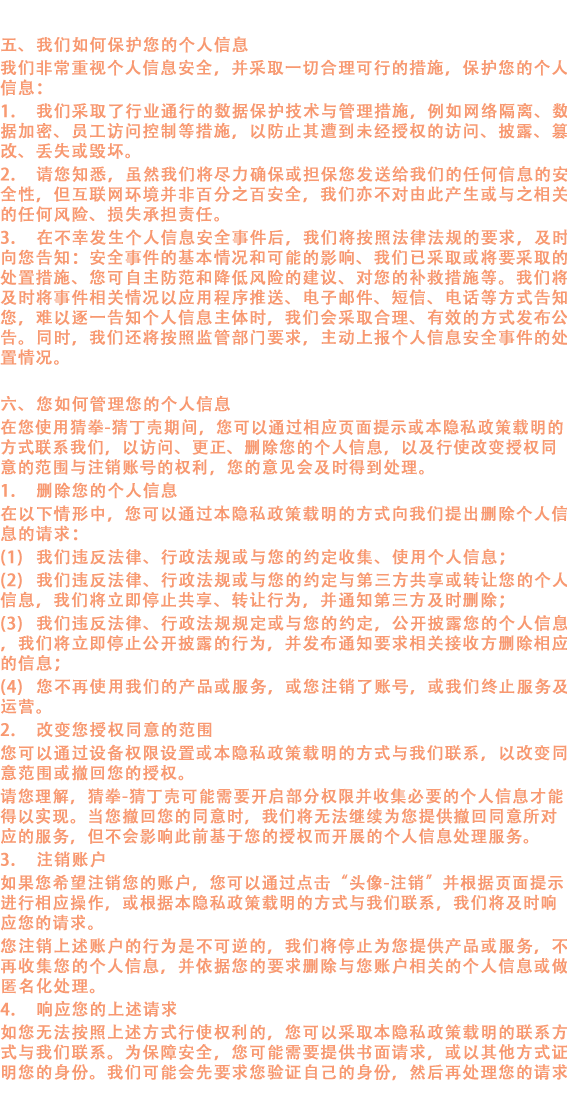 五、我们如何保护您的个人信息
我们非常重视个人信息安全，并采取一切合理可行的措施，保护您的个人
信息：
1. 我们采取了行业通行的数据保护技术与管理措施，例如网络隔离、数
据加密、员工访问控制等措施，以防止其遭到未经授权的访问、披露、篡
改、丢失或毁坏。
2. 请您知悉，虽然我们将尽力确保或担保您发送给我们的任何信息的安
全性，但互联网环境并非百分之百安全，我们亦不对由此产生或与之相关
的任何风险、损失承担责任。
3. 在不幸发生个人信息安全事件后，我们将按照法律法规的要求，及时
向您告知：安全事件的基本情况和可能的影响、我们已采取或将要采取的
处置措施、您可自主防范和降低风险的建议、对您的补救措施等。我们将
及时将事件相关情况以应用程序推送、电子邮件、短信、电话等方式告知
您，难以逐一告知个人信息主体时，我们会采取合理、有效的方式发布公
告。同时，我们还将按照监管部门要求，主动上报个人信息安全事件的处
置情况。
六、您如何管理您的个人信息
在您使用猜拳-猜丁壳期间，您可以通过相应页面提示或本隐私政策载明的
方式联系我们，以访问、更正、删除您的个人信息，以及行使改变授权同
意的范围与注销账号的权利，您的意见会及时得到处理。
1. 删除您的个人信息
在以下情形中，您可以通过本隐私政策载明的方式向我们提出删除个人信
息的请求：
(1) 我们违反法律、行政法规或与您的约定收集、使用个人信息；
(2) 我们违反法律、行政法规或与您的约定与第三方共享或转让您的个人
信息，我们将立即停止共享、转让行为，并通知第三方及时删除；
(3) 我们违反法律、行政法规规定或与您的约定，公开披露您的个人信息
，我们将立即停止公开披露的行为，并发布通知要求相关接收方删除相应
的信息；
(4) 您不再使用我们的产品或服务，或您注销了账号，或我们终止服务及
运营。
2. 改变您授权同意的范围
您可以通过设备权限设置或本隐私政策载明的方式与我们联系，以改变同
意范围或撤回您的授权。
请您理解，猜拳-猜丁壳可能需要开启部分权限并收集必要的个人信息才能
得以实现。当您撤回您的同意时，我们将无法继续为您提供撤回同意所对
应的服务，但不会影响此前基于您的授权而开展的个人信息处理服务。
3. 注销账户
如果您希望注销您的账户，您可以通过点击“头像-注销”并根据页面提示
进行相应操作，或根据本隐私政策载明的方式与我们联系，我们将及时响
应您的请求。
您注销上述账户的行为是不可逆的，我们将停止为您提供产品或服务，不
再收集您的个人信息，并依据您的要求删除与您账户相关的个人信息或做
匿名化处理。
4. 响应您的上述请求
如您无法按照上述方式行使权利的，您可以采取本隐私政策载明的联系方
式与我们联系。为保障安全，您可能需要提供书面请求，或以其他方式证
明您的身份。我们可能会先要求您验证自己的身份，然后再处理您的请求